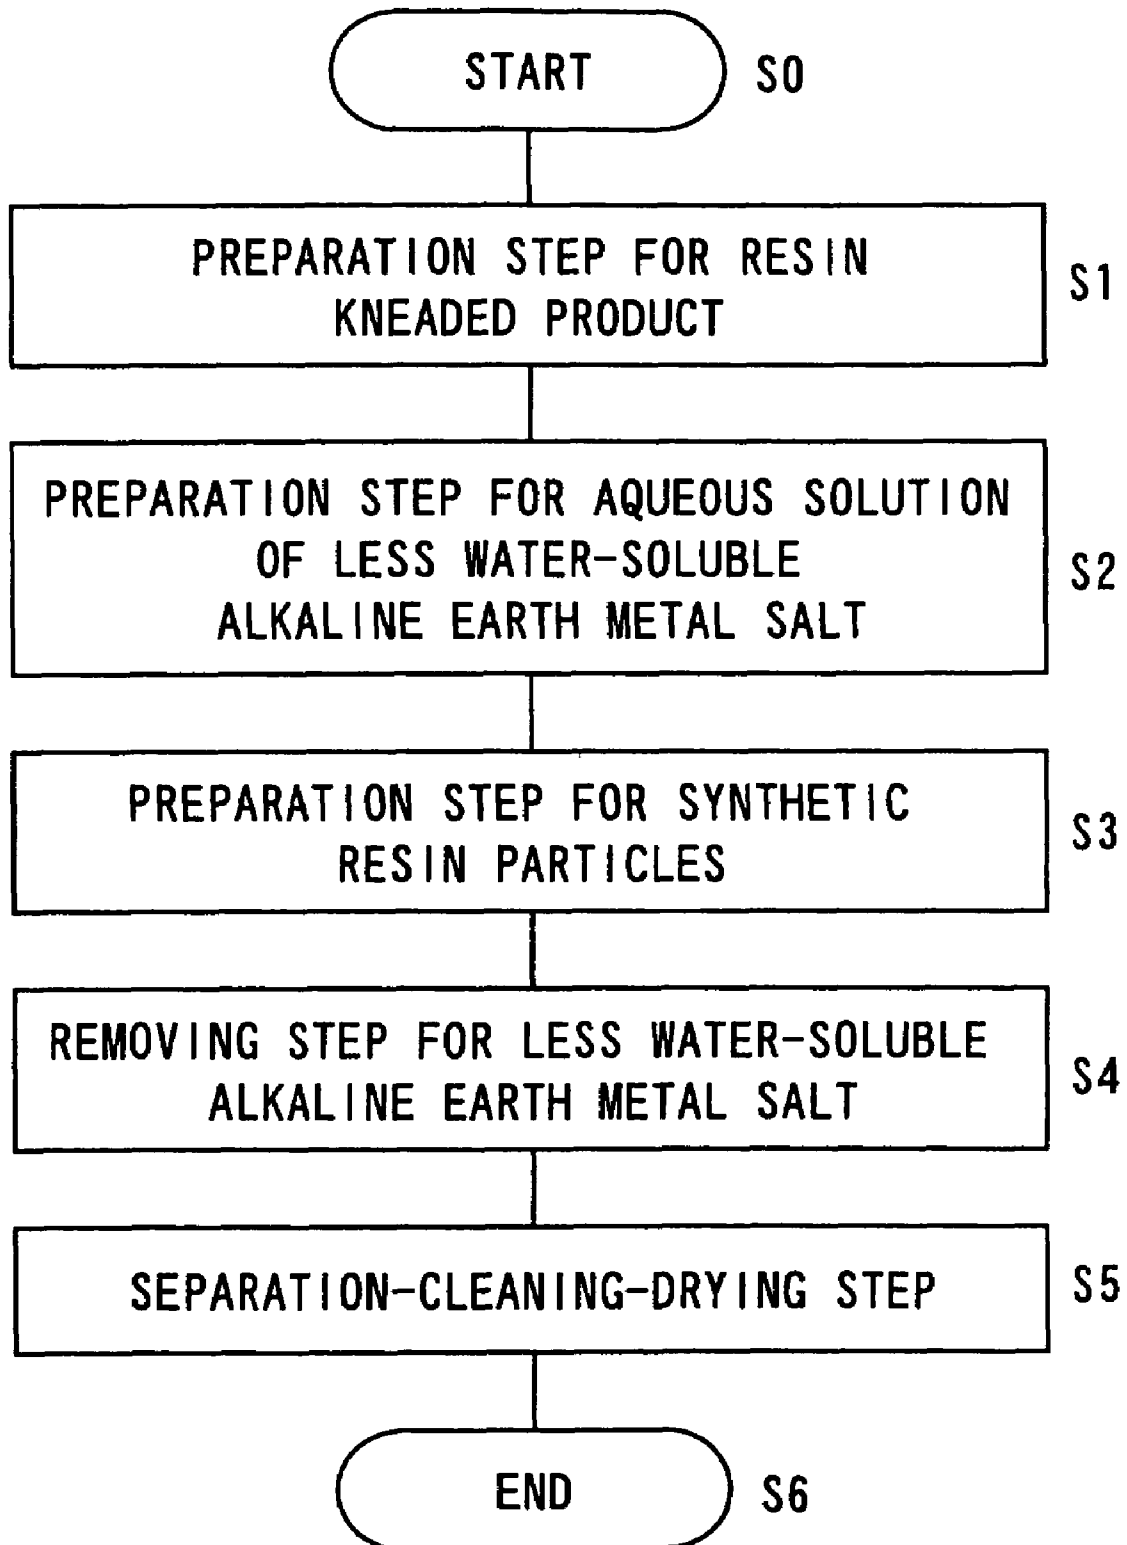 START S0
PREPARATION STEP FOR RESIN
KNEADED PRODUCT
S1
PREPARATION STEP FOR AQUEOUS SOLUTION
OF LESS WATER-SOLUBLE
ALKALINE EARTH METAL SALT
S2
PREPARATION STEP FOR SYNTHETIC
RESIN PARTICLES
S3
REMOVING STEP FOR LESS WATER-SOLUBLE
ALKALINE EARTH METAL SALT
S4
SEPARATION-CLEANING-DRYING STEP S5
END S6